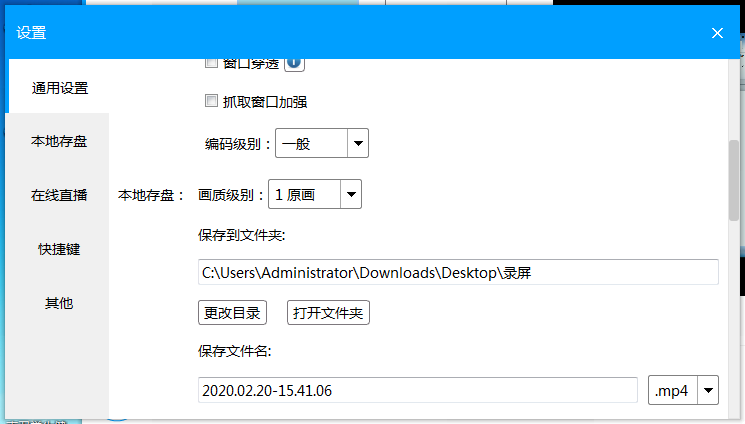 设置
窗口穿透
通用设置
抓取窗口加强
本地存盘
编码级别： 一般
在线直播
本地存盘： 画质级别： 1 原画
保存到文件夹:
快捷键
C:\Users\Administrator\Downloads\Desktop\录屏
其他
更改目录 打开文件夹
保存文件名:
2020.02.20-15.41.06 .mp4